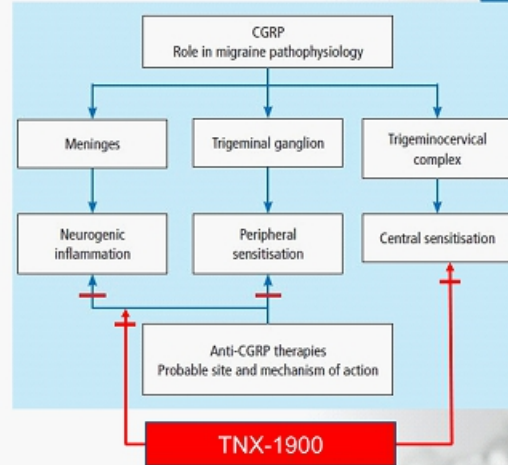 CGRP
Role in migraine pathophysiology
Meninges
Trigeminal ganglion
Trigeminocervical
complex
Neurogenic
inflammation
Peripheral
sensitisation
Central sensitisation
Anti-CGRP therapies
Probable site and mechanism of action
TNX-1900